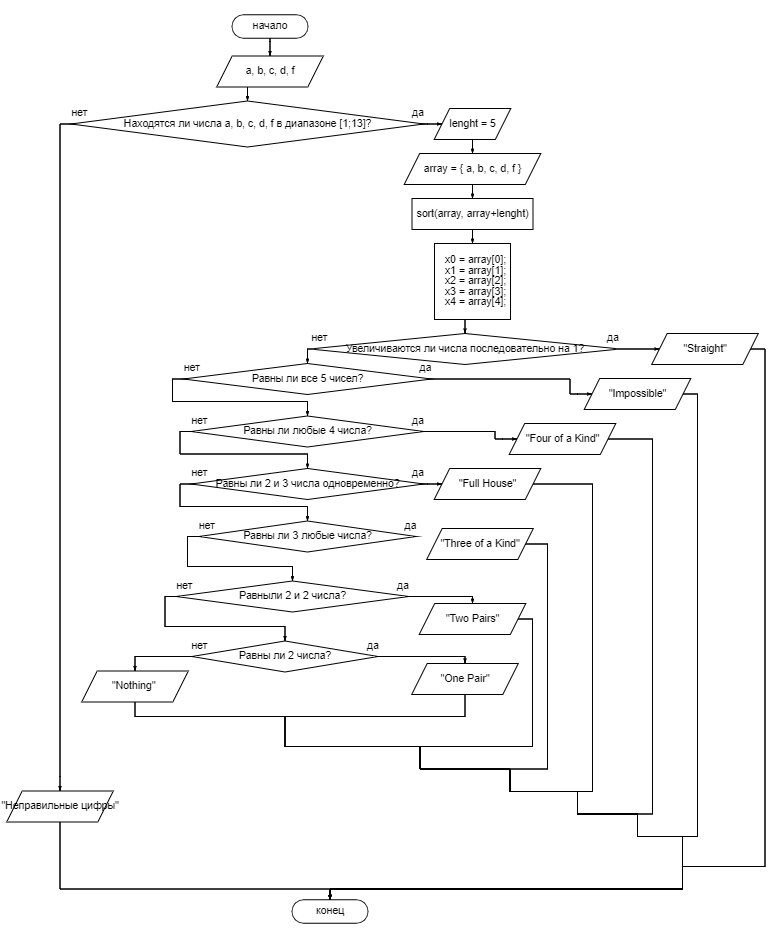 начало
a, b, c, d, f
нет
Находятся ли числа a, b, c, d, f в диапазоне [1;13]?
да
lenght = 5
array = { a, b, c, d, f }
sort(array, array+lenght)
x0 = array[0];
x1 = array[1];
x2 = array[2];
x3 = array[3];
x4 = array[4];
нет
Увеличиваются ли числа последовательно на 1?
да
"Straight"
нет
Равны ли все 5 чисел?
да
"Impossible"
нет
Равны ли любые 4 числа?
да
"Four of a Kind"
нет
Равны ли 2 и 3 числа одновременно?
да
"Full House"
нет
Равны ли 3 любые числа?
да
"Three of a Kind"
нет
Равныли 2 и 2 числа?
да
"Two Pairs"
нет
Равны ли 2 числа?
да
"Nothing"
"One Pair"
"Неправильные цифры"
конец